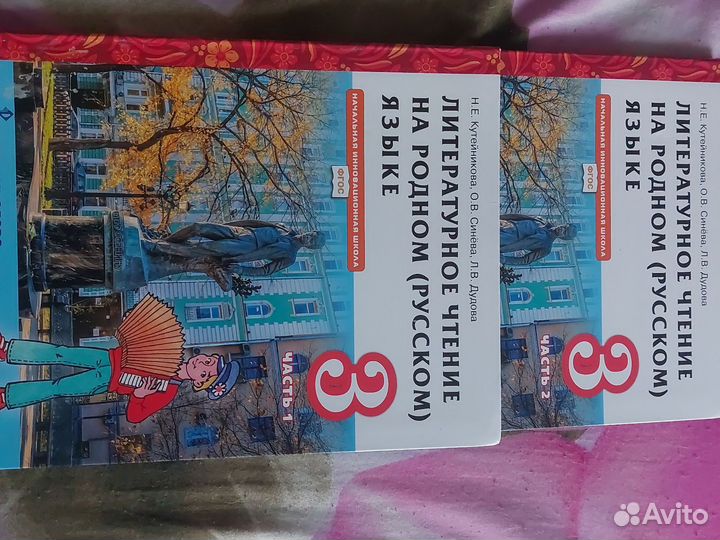 Н.Е. Кутейникова, О.В. Синёва, Л.В. Дудова
ЛИТЕРАТУРНОЕ ЧТЕНИЕ
НА РОДНОМ (РУССКОМ)
ЯЗЫКЕ
НАЧАЛЬНАЯ ИННОВАЦИОННАЯ ШКОЛА
ФГОС
3
ЧАСТЬ 1
Н.Е. Кутейникова, О.В. Синёва, Л.В. Дудова
ЛИТЕРАТУРНОЕ ЧТЕНИЕ
НА РОДНОМ (РУССКОМ)
ЯЗЫКЕ
НАЧАЛЬНАЯ ИННОВАЦИОННАЯ ШКОЛА
ФГОС
3
ЧАСТЬ 2
Avito